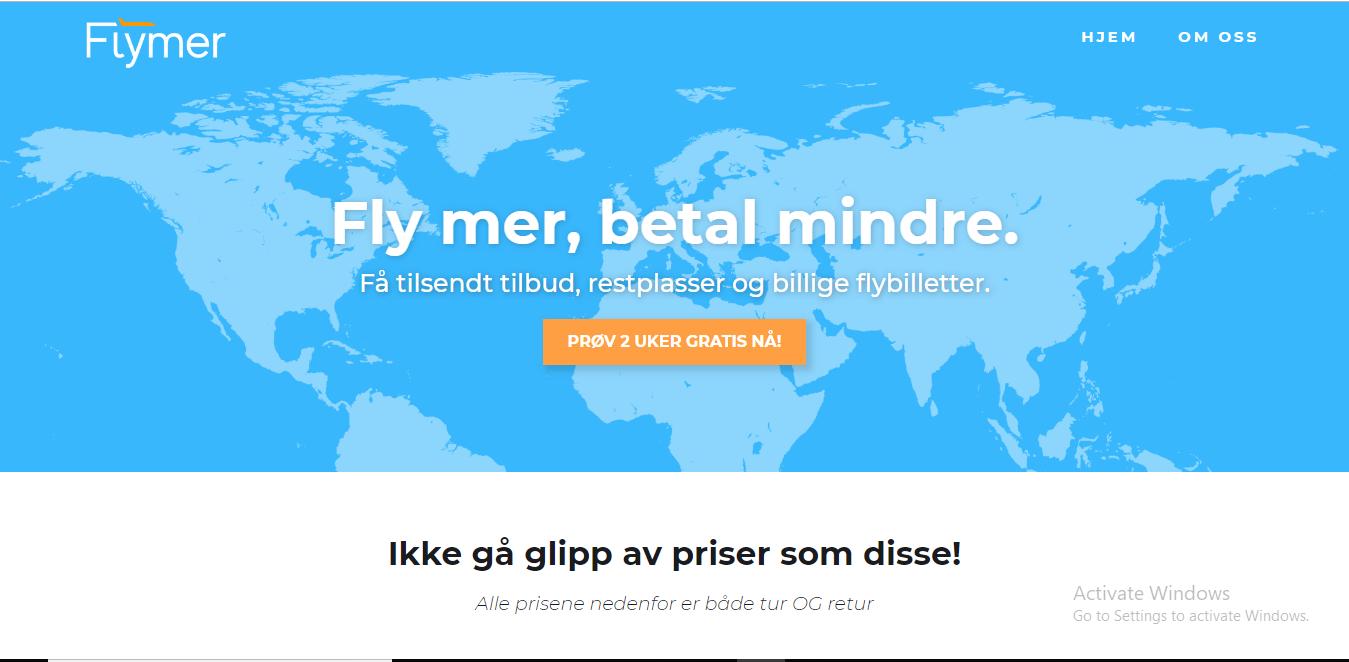 Flymer
HJEM
OM OSS
Fly mer, betal mindre.
Få tilsendt tilbud, restplasser og billige flybilletter.
PRØV 2 UKER GRATIS NÅ!
Ikke gå glipp av priser som disse!
Alle prisene nedenfor er både tur OG retur
Activate Windows
Go to Settings to activate Windows.